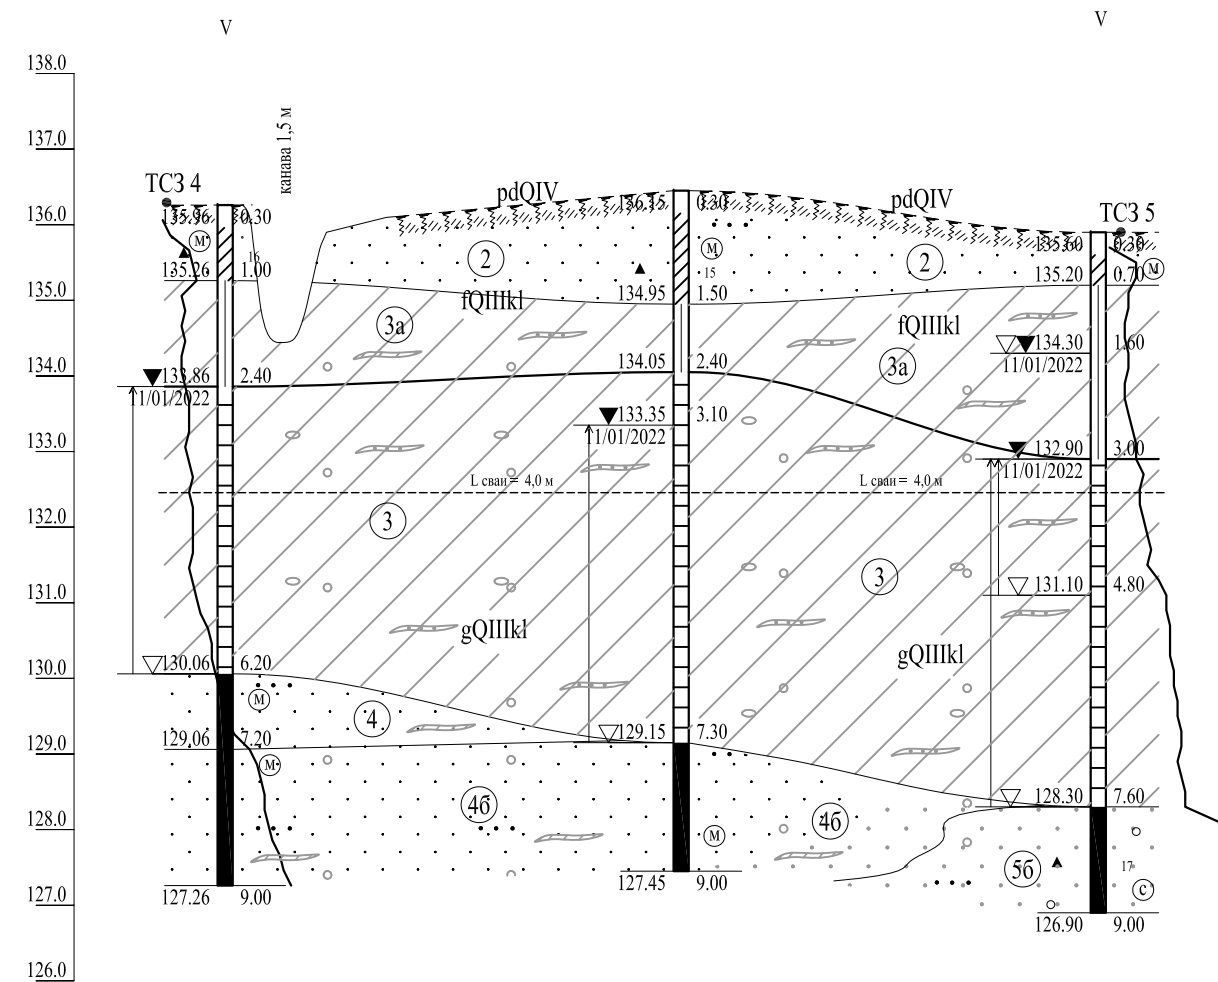 V
V
138.0
137.0
136.0
135.0
134.0
133.0
132.0
131.0
130.0
129.0
128.0
127.0
126.0
канава 1,5 м
ТСЗ 4
pdQIV
pdQIV
ТСЗ 5
135.96 0.30
136.15 0.30
135.60 0.30
м
м
м
2
2
16
15
135.26 1.00
134.95 1.50
135.20 0.70
fQIIIkl
fQIIIkl
3а
3а
134.30 1.60
11/01/2022
133.86 2.40
11/01/2022
134.05 2.40
133.35 3.10
11/01/2022
132.90 3.00
11/01/2022
L сваи = 4,0 м
L сваи = 4,0 м
3
3
131.10 4.80
gQIIIkl
gQIIIkl
130.06 6.20
м
4
129.06 7.20
129.15 7.30
м
4б
4б
128.30 7.60
м
5б
17
с
127.26 9.00
127.45 9.00
126.90 9.00